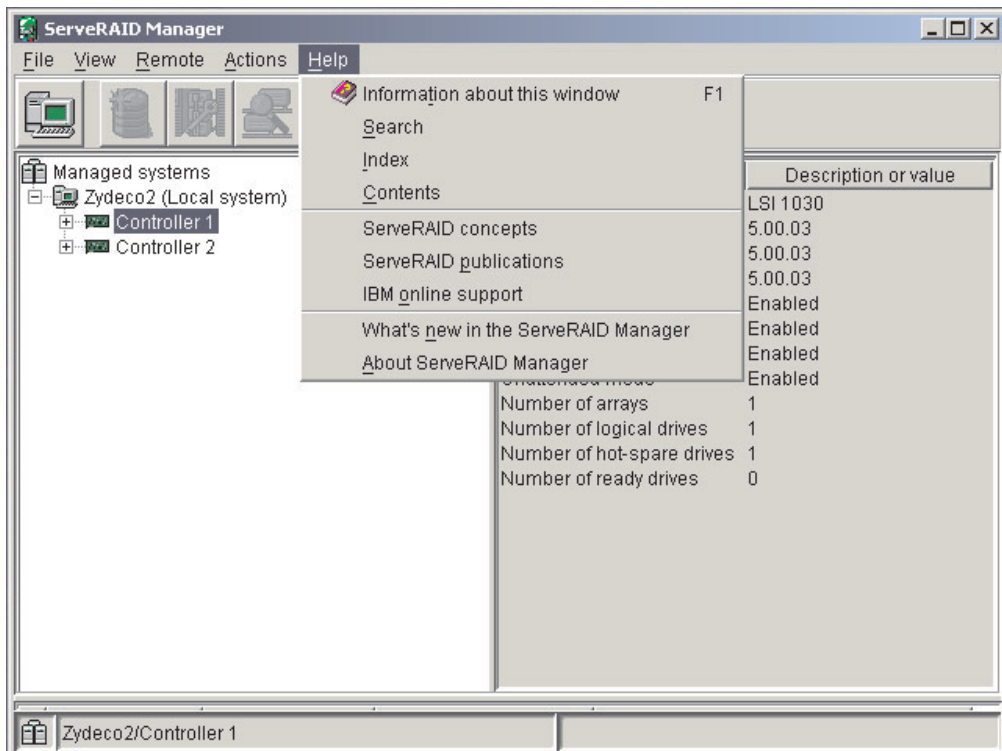 ServeRAID Manager
File View Remote Actions Help
Information about this window F1
Search
Index
Contents
ServeRAID concepts
ServeRAID publications
IBM online support
What's new in the ServeRAID Manager
About ServeRAID Manager
Managed systems
Zydeco2 (Local system)
Controller 1
Controller 2
Description or value
LSI 1030
5.00.03
5.00.03
5.00.03
Enabled
Enabled
Enabled
Unattended mode Enabled
Number of arrays 1
Number of logical drives 1
Number of hot-spare drives 1
Number of ready drives 0
Zydeco2/Controller 1